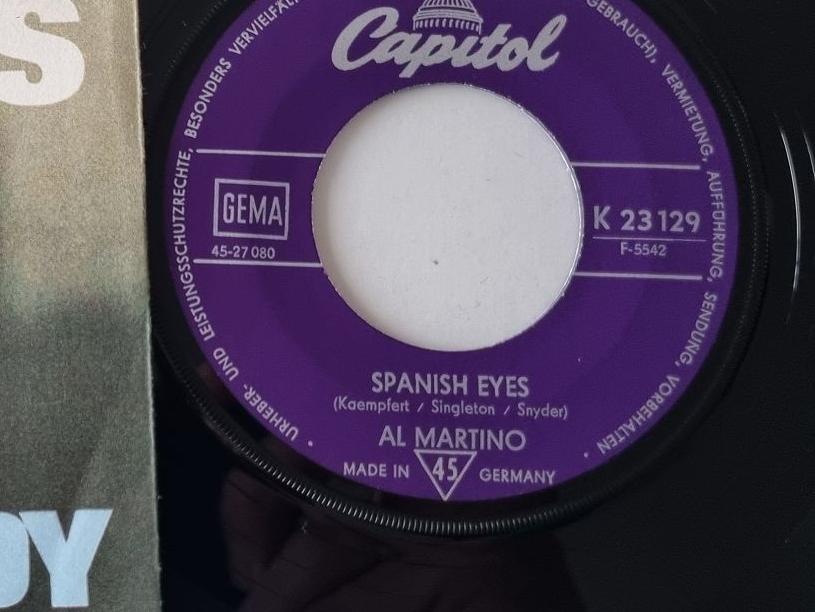 S
OY
Capitol
URHEBER- UND LEISTUNGSSCHUTZRECHTE, BESONDERS
GEBRAUCH), VERMIETUNG, AUFFÜHRUNG, SENDUNG, VORBEHALTEN •
GEMA
45-27 080
K 23 129
F-5542
SPANISH EYES
(Kaempfert / Singleton / Snyder)
AL MARTINO
MADE IN 45 GERMANY